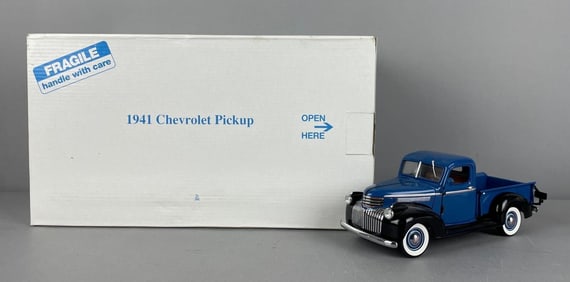 FRAGILE
handle with care
1941 Chevrolet Pickup
OPEN
HERE